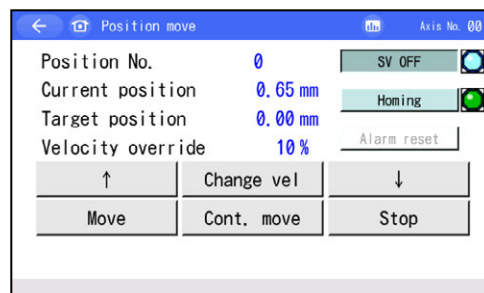 Position move Axis No. 00
Position No. 0 SV OFF
Current position 0.65 mm Homing
Target position 0.00 mm
Velocity override 10 % Alarm reset
↑ Change vel ↓
Move Cont. move Stop